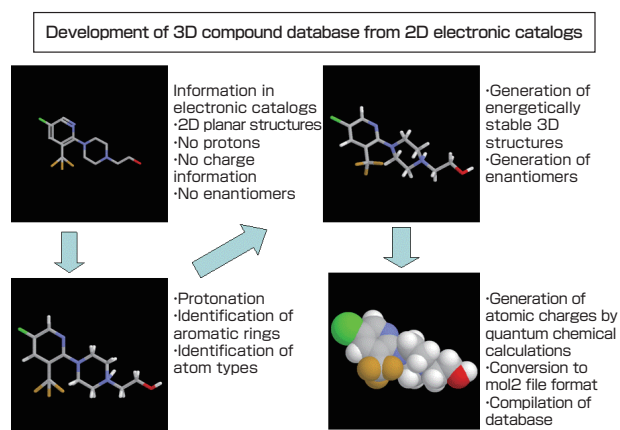 Development of 3D compound database from 2D electronic catalogs
Information in
electronic catalogs
·2D planar structures
·No protons
·No charge
information
·No enantiomers
·Protonation
·Identification of
aromatic rings
·Identification of
atom types
·Generation of
energetically
stable 3D
structures
·Generation of
enantiomers
·Generation of
atomic charges by
quantum chemical
calculations
·Conversion to
mol2 file format
·Compilation of
database